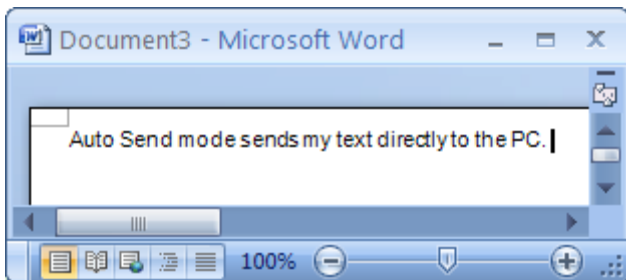 Document3 - Microsoft Word
Auto Send mode sends my text directly to the PC.
100%